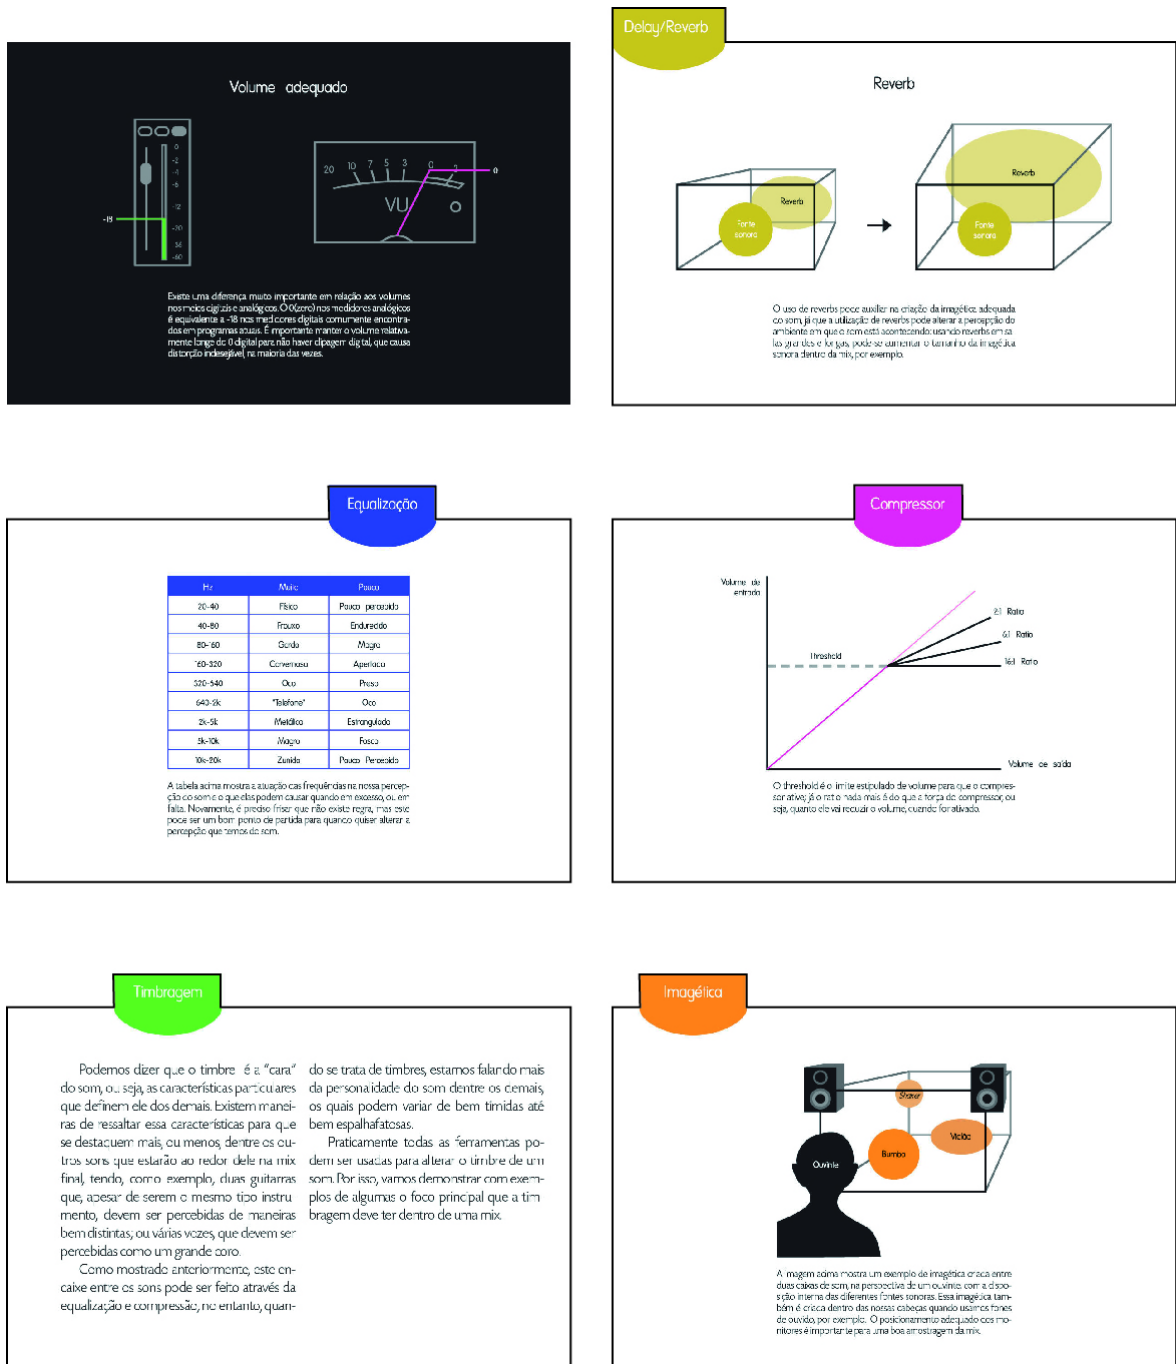 Volume adequado
0
-2
-4
-6
-12
-20
-60
-18
20 10 7 5 3 0
0
VU
Existe uma diferença muito importante em relação aos volumes
nos meios digitais e analógicos. O 0(zero) nos medidores analógicos
é equivalente a -18 nos medidores digitais comumente encontra-
dos em programas atuais. É importante manter o volume relativa-
mente longe do 0 digital para não haver clipagem digital, que causa
distorção indesejável, na maioria das vezes.
Delay/Reverb
Reverb
Reverb
Fonte
sonora
Reverb
Fonte
sonora
O uso de reverbs pode auxiliar na criação da imagética adequada
do som, já que a utilização de reverbs pode alterar a percepção do
ambiente em que o som está acontecendo: usando reverbs em sa-
las grandes e longas, pode-se aumentar o tamanho da imagética
sonora dentro da mix, por exemplo.
Equalização
Hz Muito Pouco
20-40 Físico Pouco percebido
40-80 Frouxo Endurecido
80-160 Gordo Magro
160-320 Cavernoso Apertado
320-640 Oco Preso
640-2k "Telefone" Oco
2k-5k Metálico Estrangulado
5k-10k Magro Fosco
10k-20k Zunido Pouco Percebido
A tabela acima mostra a atuação das frequências na nossa percep-
ção do som e o que elas podem causar quando em excesso, ou em
falta. Novamente, é preciso frisar que não existe regra, mas este
pode ser um bom ponto de partida para quando quiser alterar a
percepção que temos do som.
Compressor
Volume de
entrada
Threshold
2:1 Ratio
6:1 Ratio
16:1 Ratio
Volume de saída
O threshold é o limite estipulado de volume para que o compres-
sor ative; já o ratio nada mais é do que a força do compressor, ou
seja, quanto ele vai reduzir o volume, quando for ativado.
Timbragem
Podemos dizer que o timbre é a "cara"
do som, ou seja, as características particulares
que definem ele dos demais. Existem manei-
ras de ressaltar essa características para que
se destaquem mais, ou menos, dentre os ou-
tros sons que estarão ao redor dele na mix
final, tendo, como exemplo, duas guitarras
que, apesar de serem o mesmo tipo instru-
mento, devem ser percebidas de maneiras
bem distintas; ou várias vozes, que devem ser
percebidas como um grande coro.
Como mostrado anteriormente, este en-
caixe entre os sons pode ser feito através da
equalização e compressão, no entanto, quan-
do se trata de timbres, estamos falando mais
da personalidade do som dentre os demais,
os quais podem variar de bem tímidas até
bem espalhafatosas.
Praticamente todas as ferramentas po-
dem ser usadas para alterar o timbre de um
som. Por isso, vamos demonstrar com exem-
plos de algumas o foco principal que a tim-
bragem deve ter dentro de uma mix.
Imagética
Shaker
Violão
Bumbo
Ouvinte
A imagem acima mostra um exemplo de imagética criada entre
duas caixas de som, na perspectiva de um ouvinte, com a dispo-
sição interna das diferentes fontes sonoras. Essa imagética tam-
bém é criada dentro das nossas cabeças quando usamos fones
de ouvido, por exemplo. O posicionamento adequado dos mo-
nitores é importante para uma boa amostragem da mix.